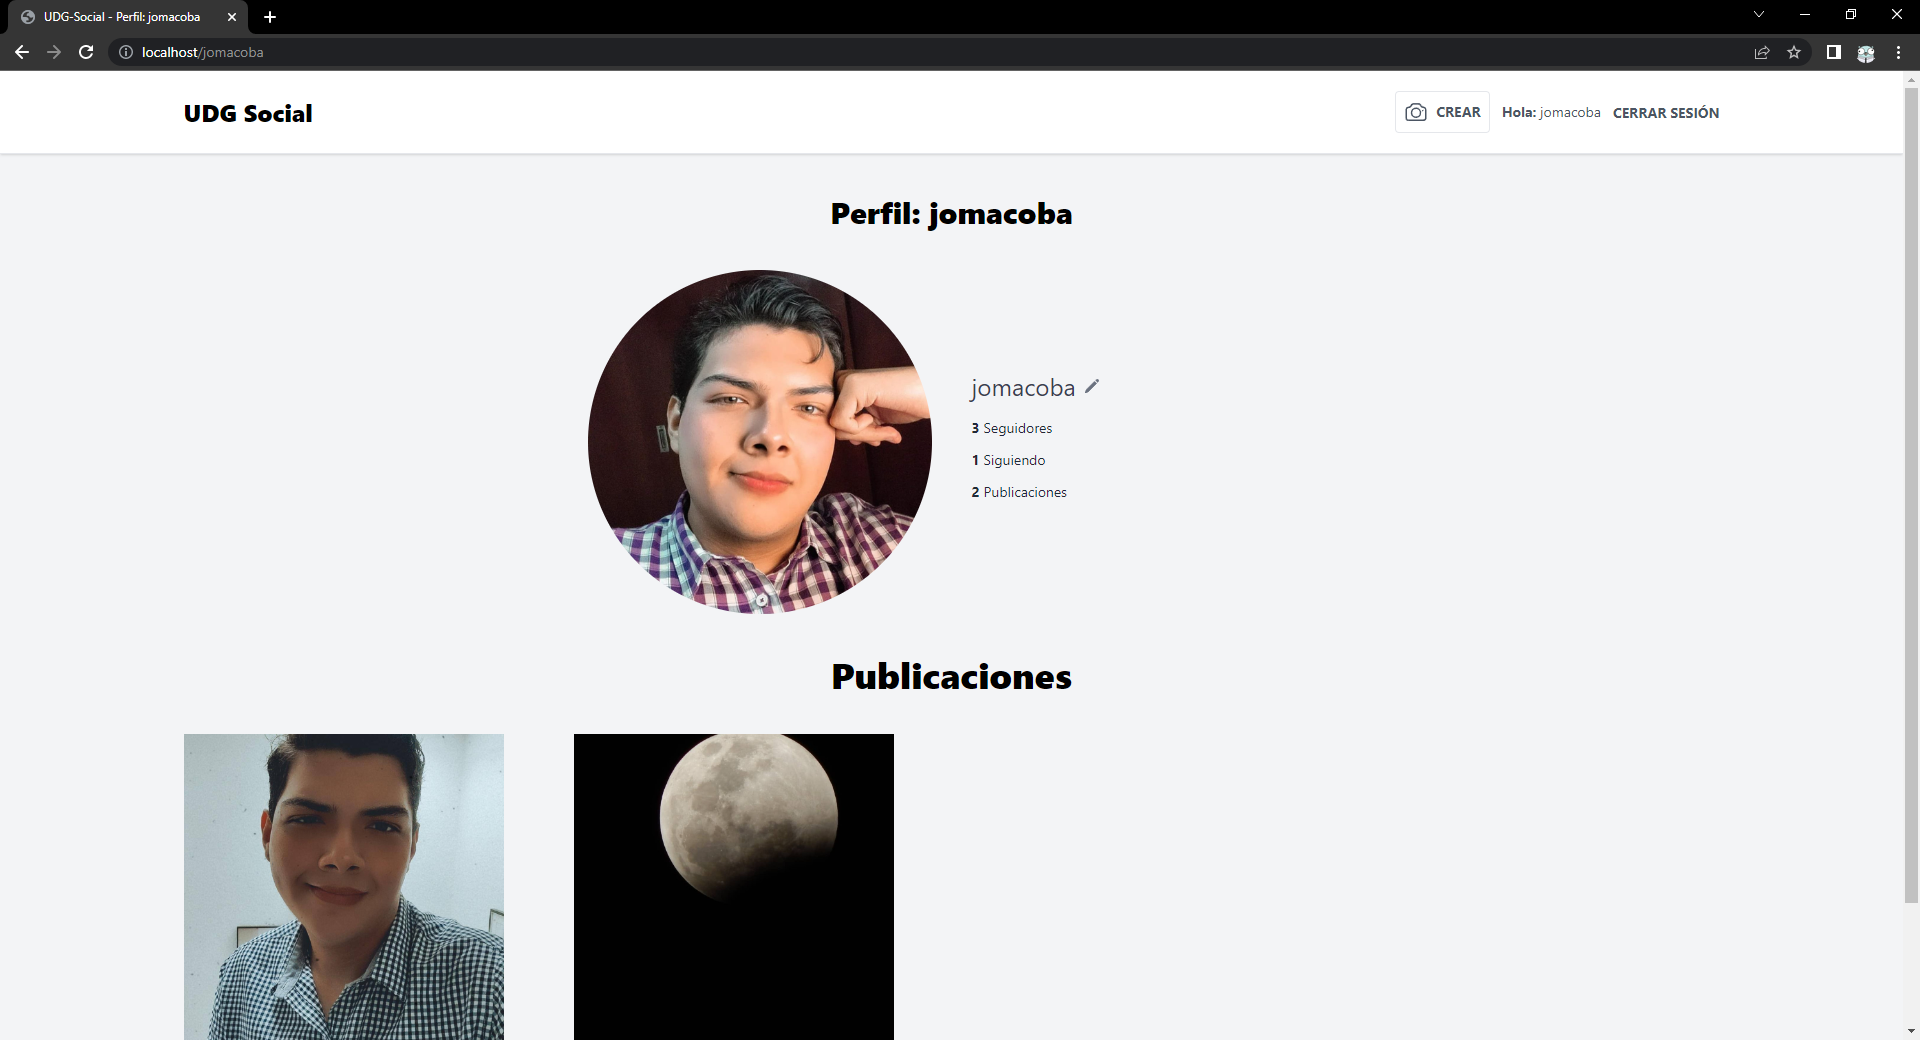 UDG-Social - Perfil: jomacoba
localhost/jomacoba
UDG Social
CREAR
Hola: jomacoba
CERRAR SESIÓN
Perfil: jomacoba
jomacoba
3 Seguidores
1 Siguiendo
2 Publicaciones
Publicaciones